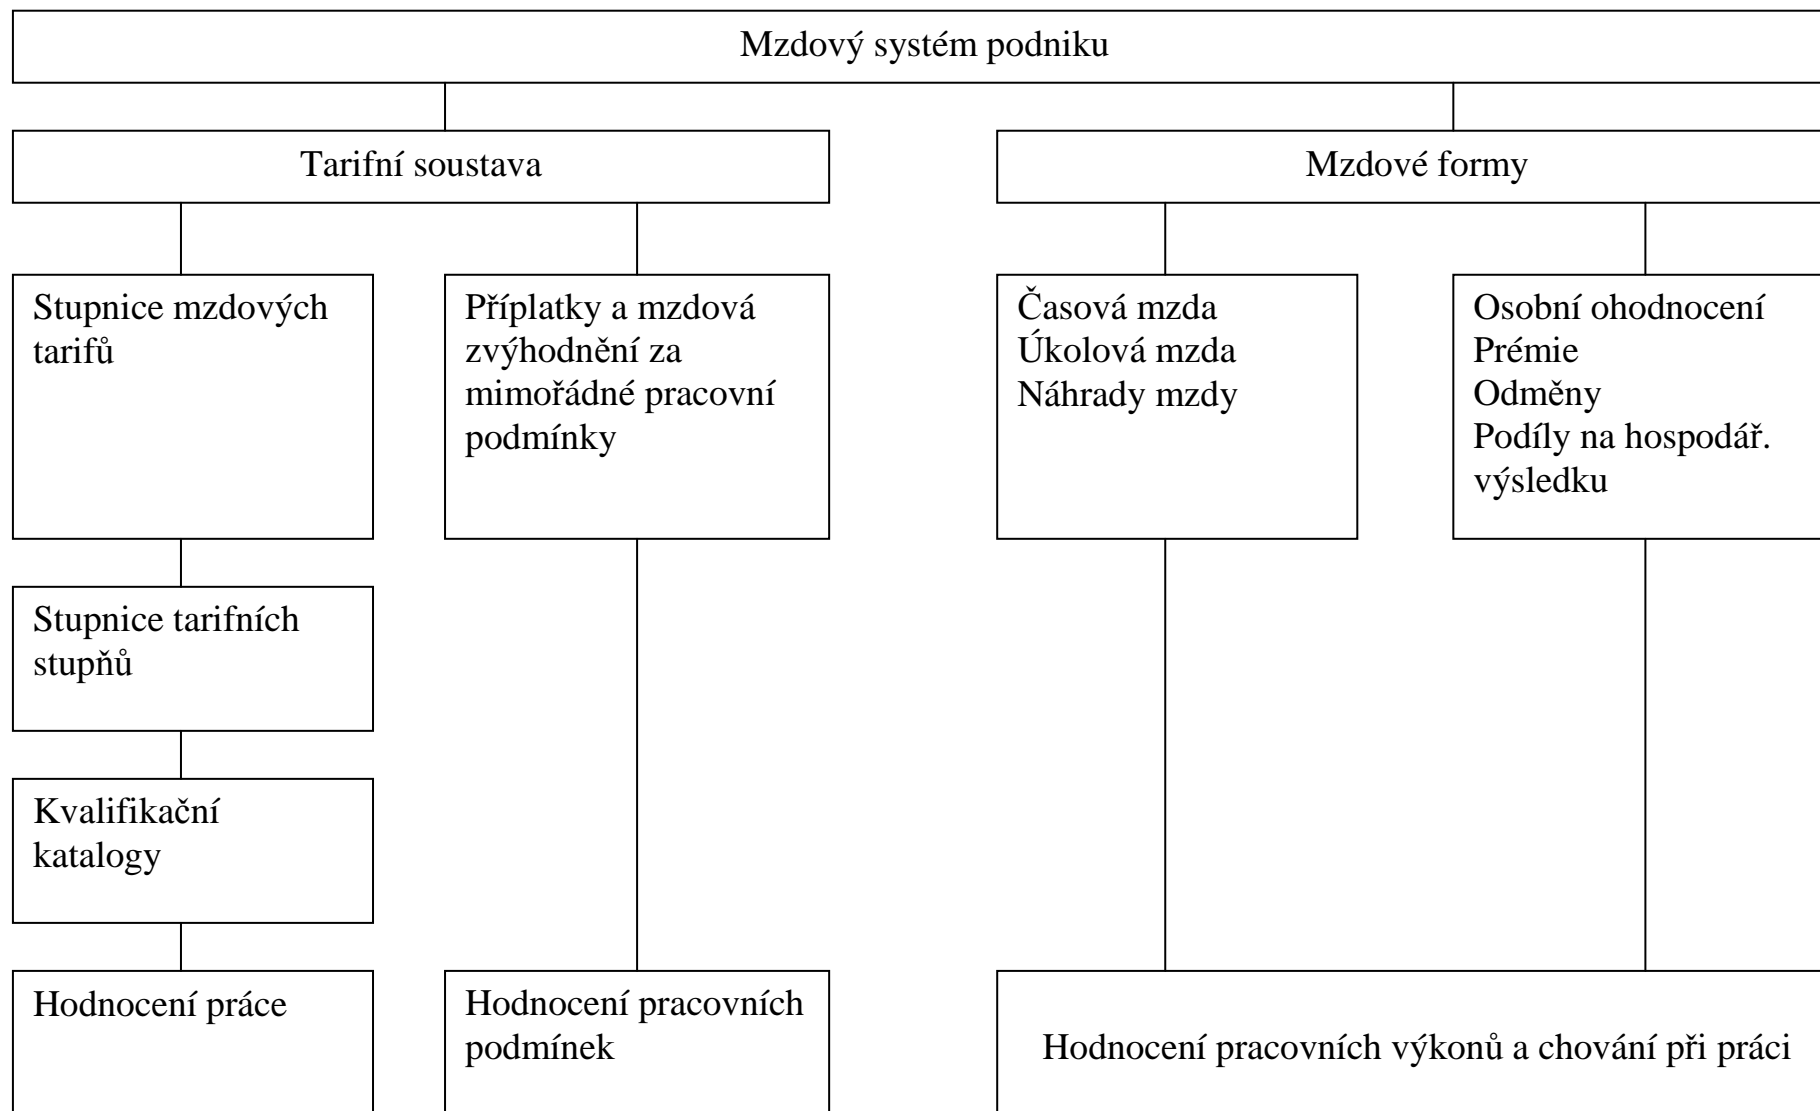 Mzdový systém podniku
Tarifní soustava
Mzdové formy
Stupnice mzdových
tarifů
Příplatky a mzdová
zvýhodnění za
mimořádné pracovní
podmínky
Časová mzda
Úkolová mzda
Náhrady mzdy
Osobní ohodnocení
Prémie
Odměny
Podíly na hospodář.
výsledku
Stupnice tarifních
stupňů
Kvalifikační
katalogy
Hodnocení práce
Hodnocení pracovních
podmínek
Hodnocení pracovních výkonů a chování při práci